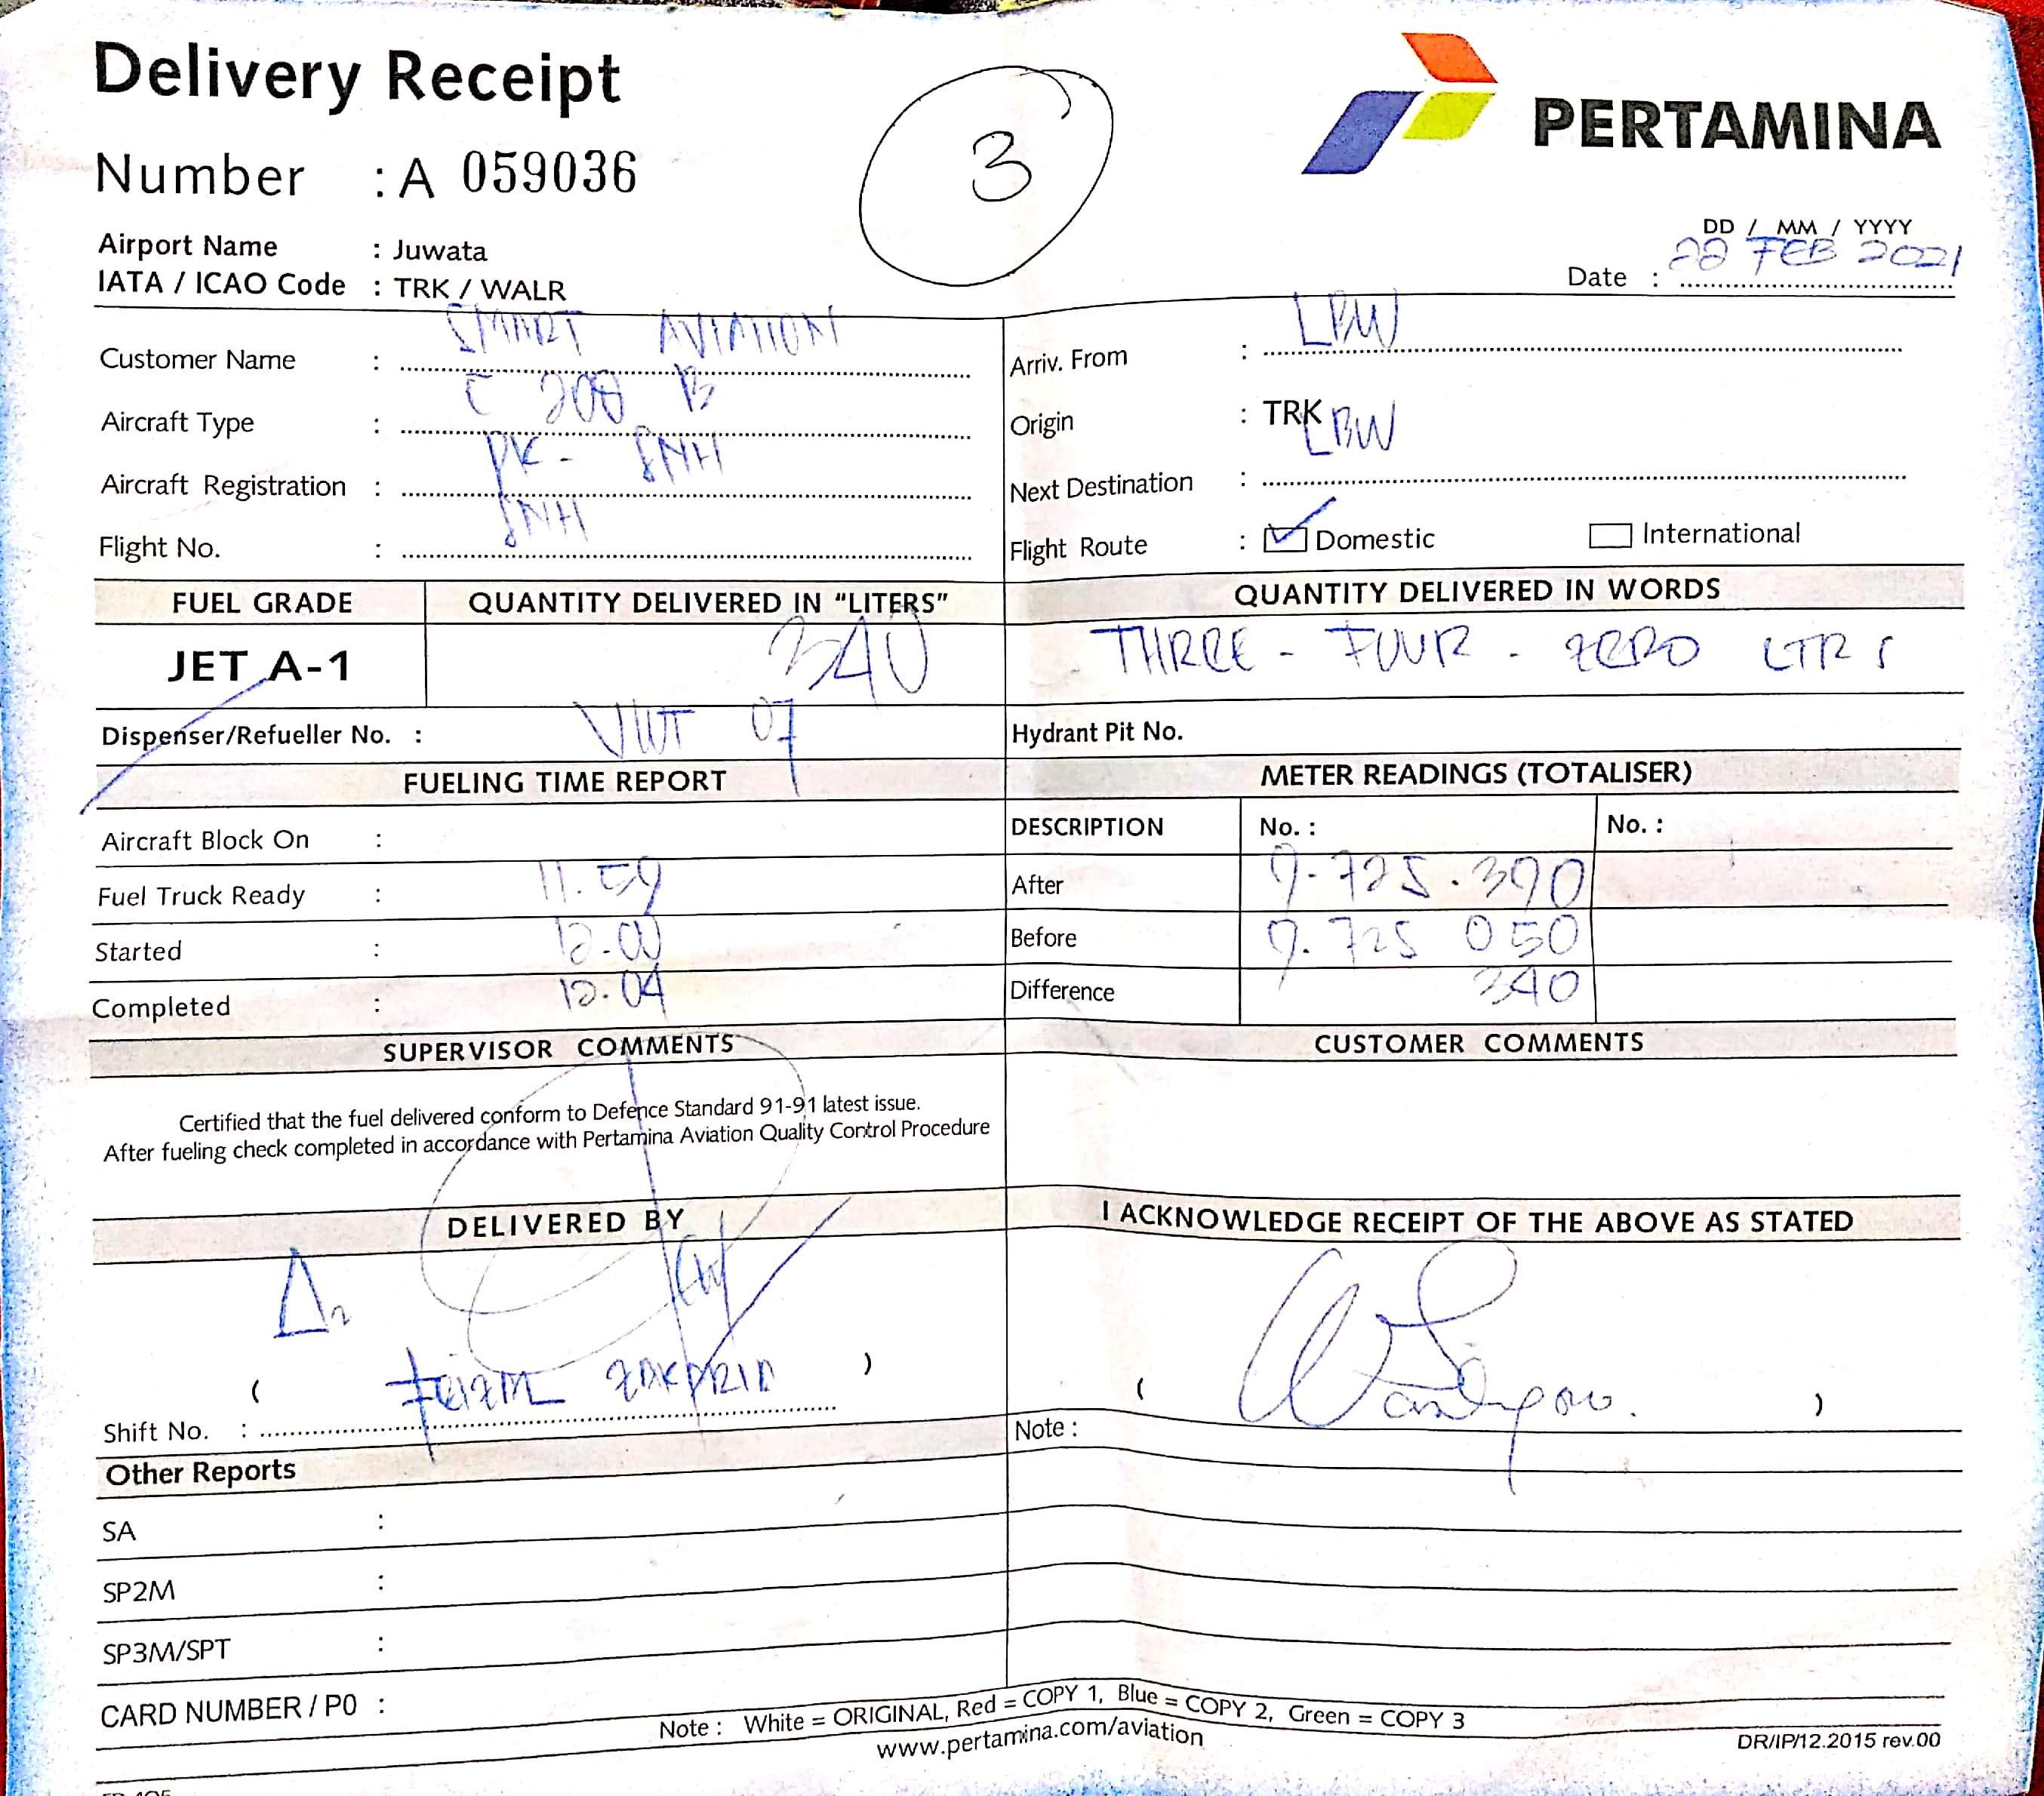 Delivery Receipt
3
PERTAMINA
Number : A 059036
Airport Name : Juwata
IATA / ICAO Code : TRK / WALR
DD / MM / YYYY
Date : 22 FEB 2021
Customer Name : SMART AVIATION
Aircraft Type : C 208 B
Aircraft Registration : PK - SNH
Flight No. : SNH
Arriv. From : LBW
Origin : TRK
Next Destination : LBW
Flight Route : Domestic International
FUEL GRADE QUANTITY DELIVERED IN "LITERS" QUANTITY DELIVERED IN WORDS
JET A-1 340 THREE - FOUR - ZERO LTRS
Dispenser/Refueller No. : 07 Hydrant Pit No.
FUELING TIME REPORT METER READINGS (TOTALISER)
Aircraft Block On : DESCRIPTION No. : No. :
Fuel Truck Ready : 11.59 After 9.725.390
Started : 12.00 Before 9.725 050
Completed : 12.04 Difference 340
SUPERVISOR COMMENTS CUSTOMER COMMENTS
Certified that the fuel delivered conform to Defence Standard 91-91 latest issue.
After fueling check completed in accordance with Pertamina Aviation Quality Control Procedure
DELIVERED BY I ACKNOWLEDGE RECEIPT OF THE ABOVE AS STATED
( ) ( )
Shift No. : Note :
Other Reports
SA :
SP2M :
SP3M/SPT :
CARD NUMBER / P0 :
Note : White = ORIGINAL, Red = COPY 1, Blue = COPY 2, Green = COPY 3
www.pertamina.com/aviation
DR/IP/12.2015 rev.00